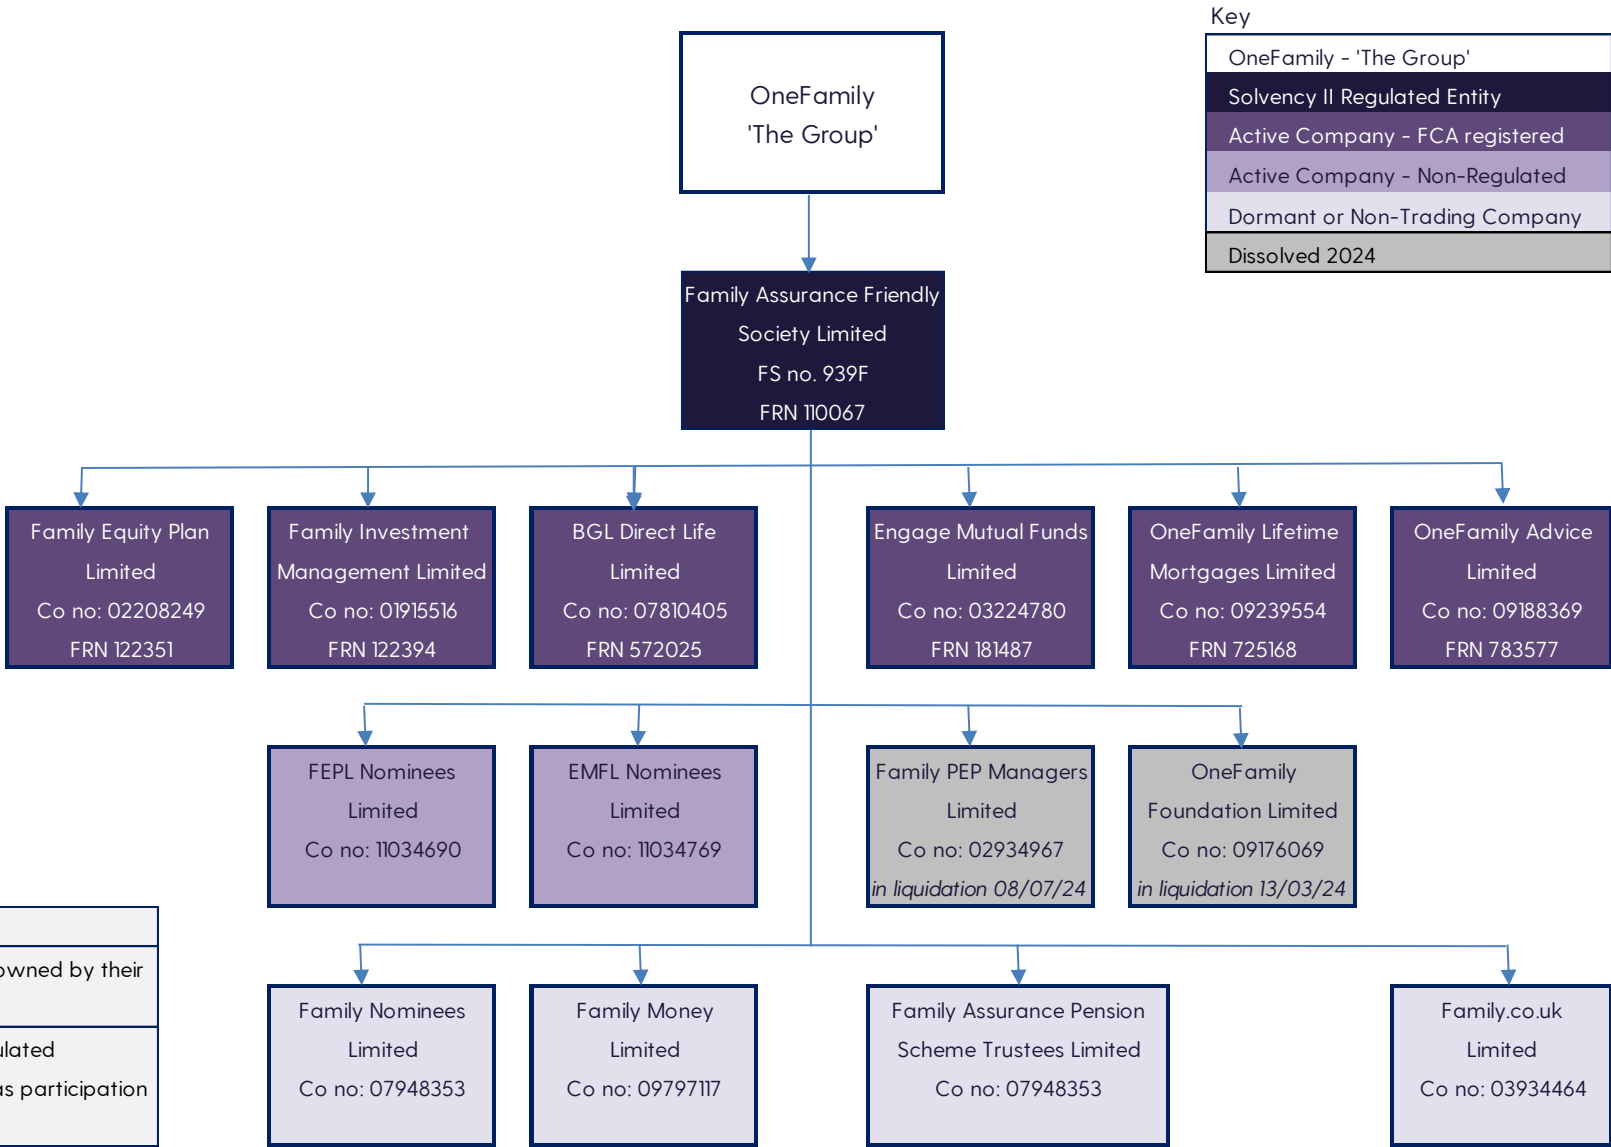 Key
OneFamily - 'The Group'
Solvency II Regulated Entity
Active Company - FCA registered
Active Company - Non-Regulated
Dormant or Non-Trading Company
Dissolved 2024
OneFamily
'The Group'
Family Assurance Friendly
Society Limited
FS no. 939F
FRN 110067
Family Equity Plan
Limited
Co no: 02208249
FRN 122351
Family Investment
Management Limited
Co no: 01915516
FRN 122394
BGL Direct Life
Limited
Co no: 07810405
FRN 572025
Engage Mutual Funds
Limited
Co no: 03224780
FRN 181487
OneFamily Lifetime
Mortgages Limited
Co no: 09239554
FRN 725168
OneFamily Advice
Limited
Co no: 09188369
FRN 783577
FEPL Nominees
Limited
Co no: 11034690
EMFL Nominees
Limited
Co no: 11034769
Family PEP Managers
Limited
Co no: 02934967
in liquidation 08/07/24
OneFamily
Foundation Limited
Co no: 09176069
in liquidation 13/03/24
Family Nominees
Limited
Co no: 07948353
Family Money
Limited
Co no: 09797117
Family Assurance Pension
Scheme Trustees Limited
Co no: 07948353
Family.co.uk
Limited
Co no: 03934464
owned by their
ulated
as participation